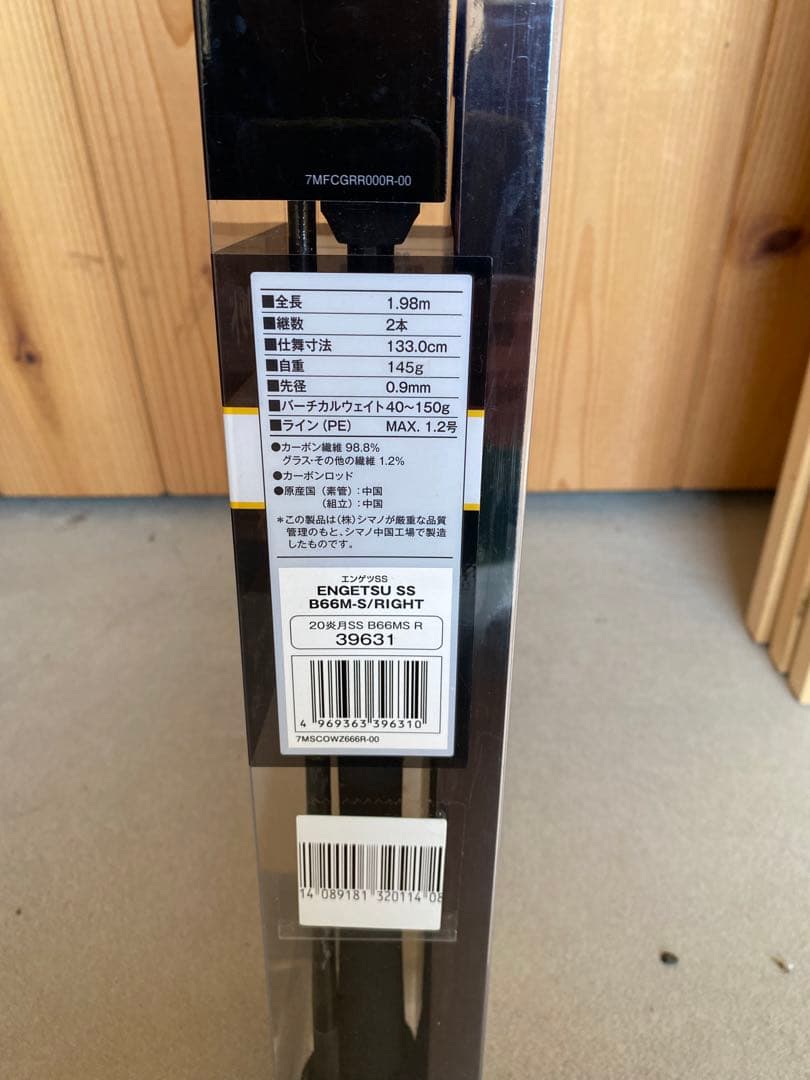 7MFCGRR000R-00
■全長 1.98m
■継数 2本
■仕舞寸法 133.0cm
■自重 145g
■先径 0.9mm
■バーチカルウェイト 40~150g
■ライン(PE) MAX. 1.2号
●カーボン繊維 98.8%
グラス・その他の繊維 1.2%
●カーボンロッド
●原産国(素管):中国
(組立):中国
*この製品は(株)シマノが厳重な品質
管理のもと、シマノ中国工場で製造
したものです。
エンゲツSS
ENGETSU SS
B66M-S/RIGHT
20炎月SS B66MS R
39631
4 969363 396310
7MSCOWZ666R-00
14 089181 320114 08